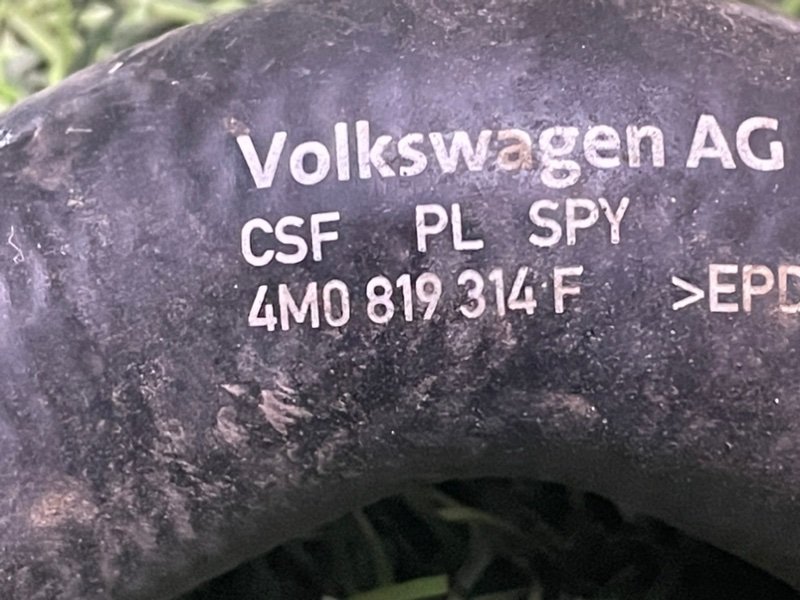 Volkswagen AG
CSF PL SPY
4M0 819 314 F >EPD